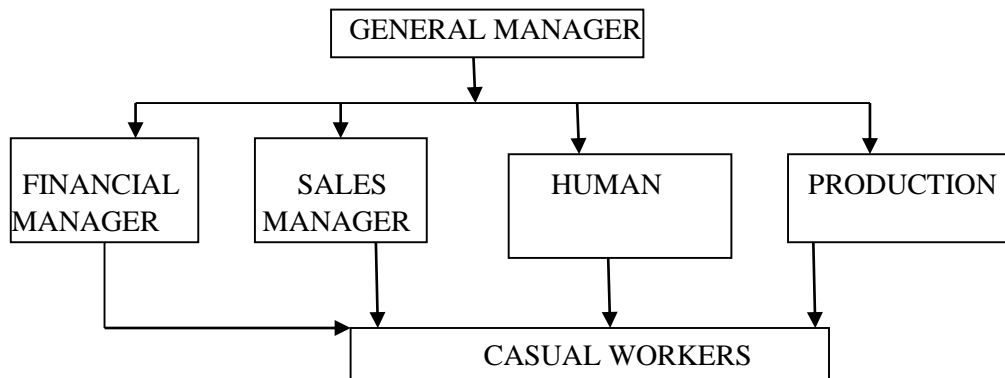 GENERAL MANAGER
FINANCIAL
MANAGER
SALES
MANAGER
HUMAN
PRODUCTION
CASUAL WORKERS